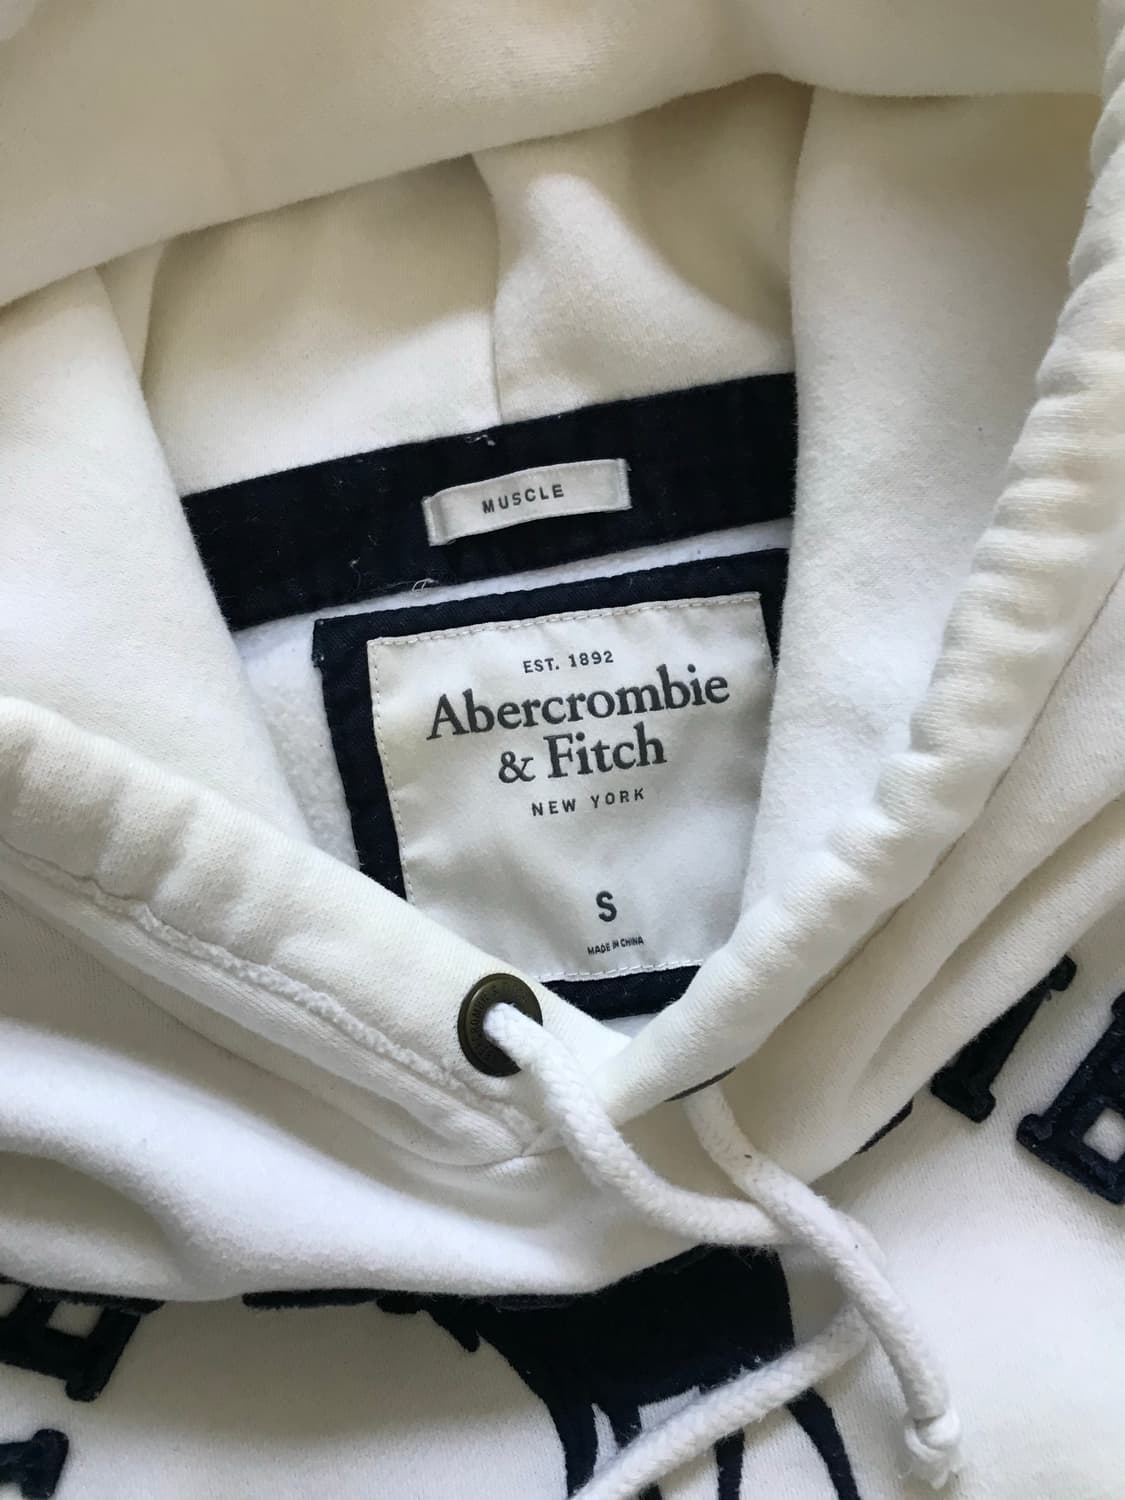 MUSCLE
EST. 1892
Abercrombie
& Fitch
NEW YORK
S
MADE IN CHINA